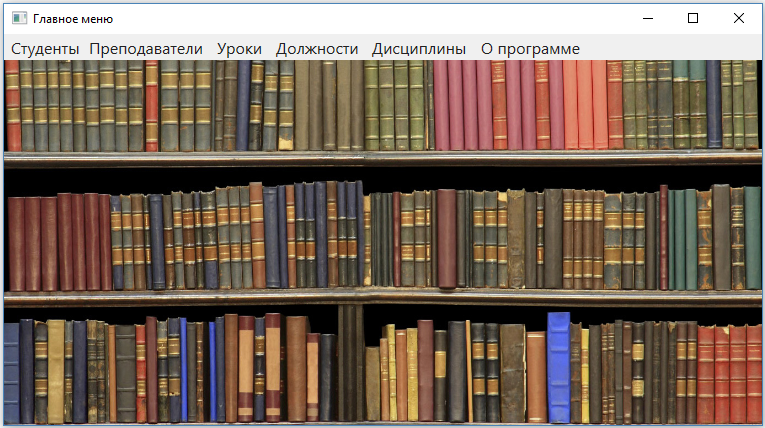 Главное меню
Студенты Преподаватели Уроки Должности Дисциплины О программе